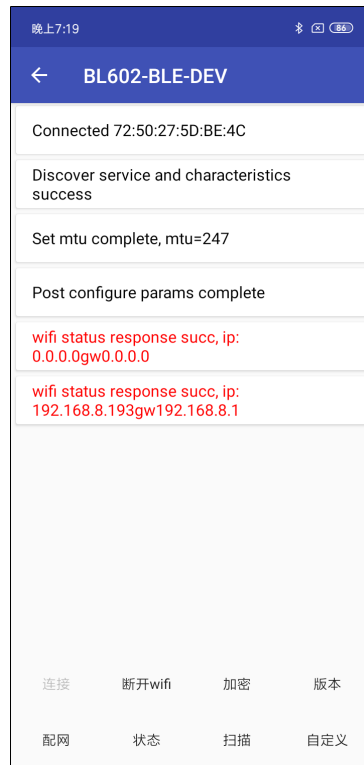 晚上7:19
86
BL602-BLE-DEV
Connected 72:50:27:5D:BE:4C
Discover service and characteristics
success
Set mtu complete, mtu=247
Post configure params complete
wifi status response succ, ip:
0.0.0.0gw0.0.0.0
wifi status response succ, ip:
192.168.8.193gw192.168.8.1
连接 断开wifi 加密 版本
配网 状态 扫描 自定义